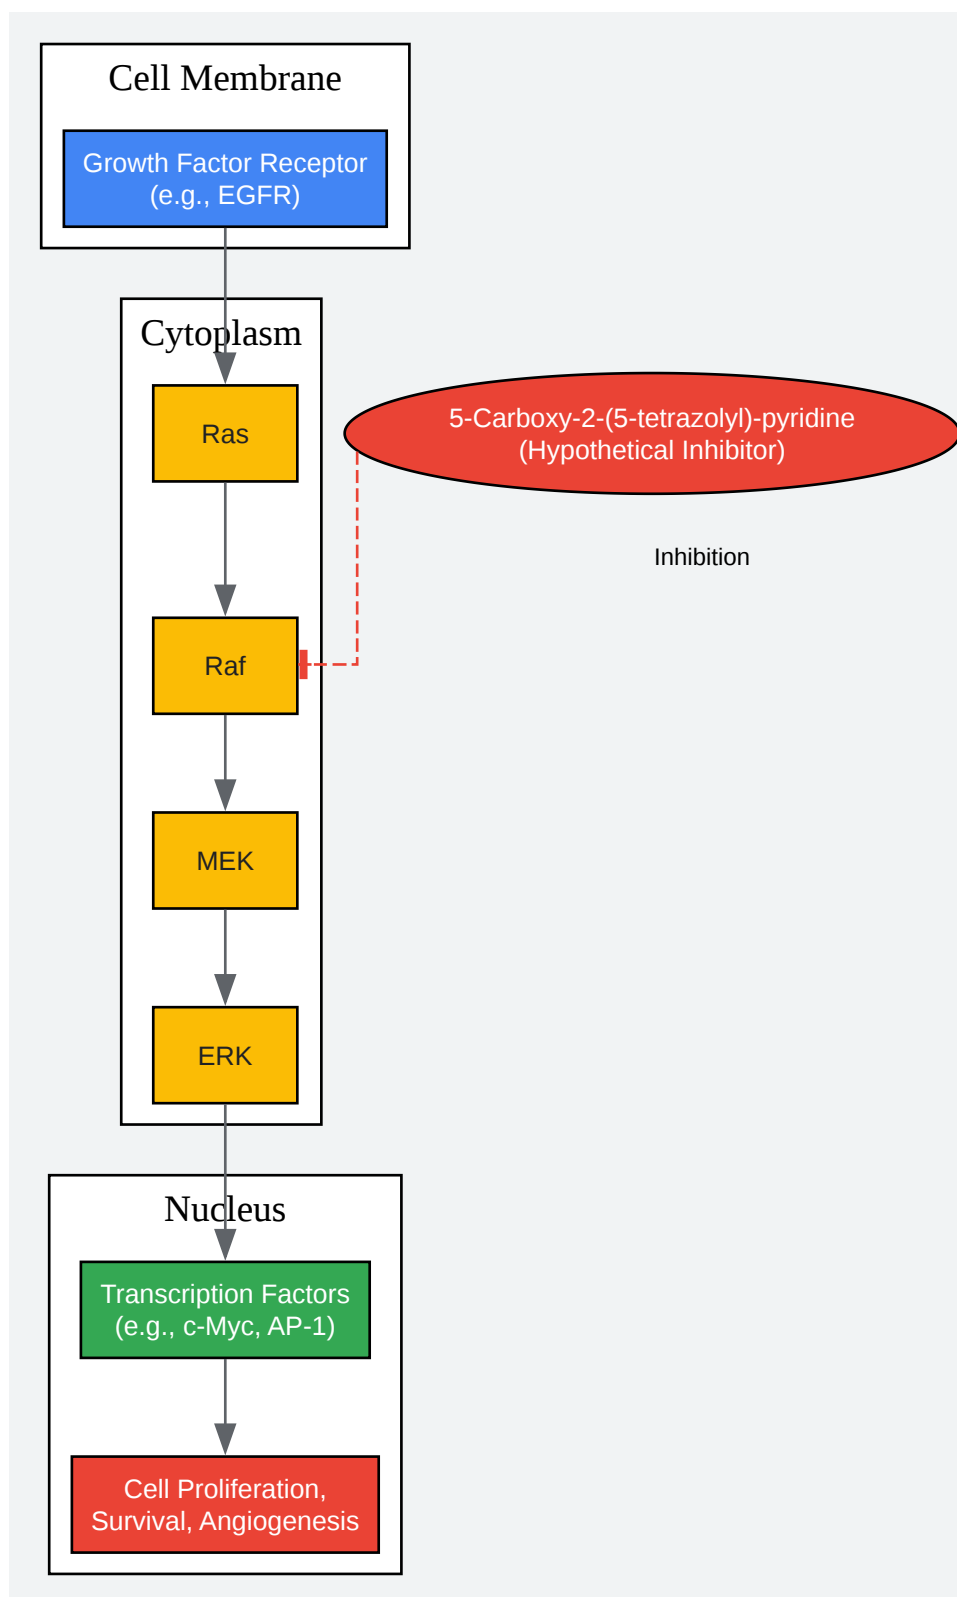 Cell Membrane
Growth Factor Receptor
(e.g., EGFR)
Cytoplasm
Ras
5-Carboxy-2-(5-tetrazolyl)-pyridine
(Hypothetical Inhibitor)
Inhibition
Raf
MEK
ERK
Nucleus
Transcription Factors
(e.g., c-Myc, AP-1)
Cell Proliferation,
Survival, Angiogenesis